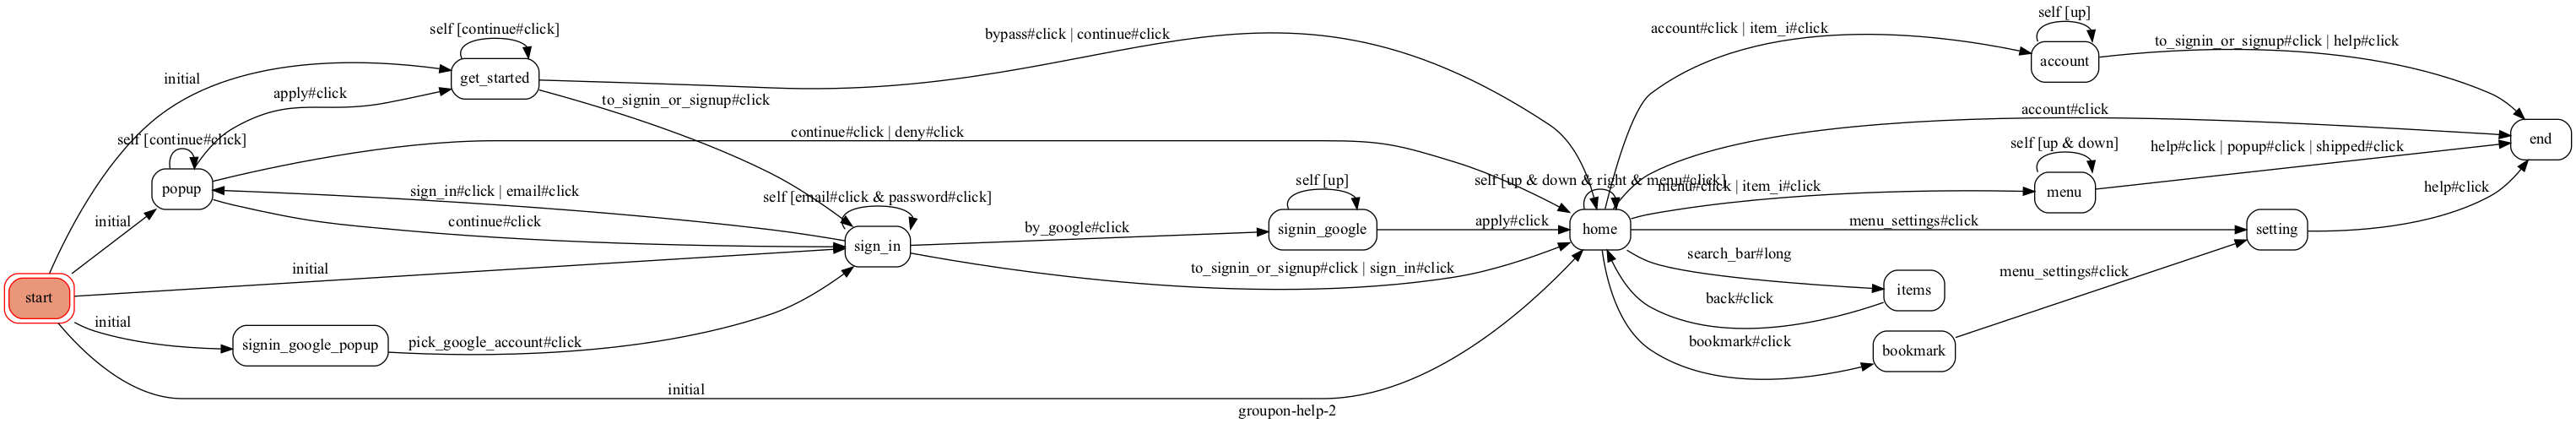 self [continue#click]
bypass#click | continue#click
account#click | item_i#click
self [up]
to_signin_or_signup#click | help#click
account
initial
get_started
apply#click
to_signin_or_signup#click
account#click
self [continue#click]
continue#click | deny#click
end
self [up & down]
help#click | popup#click | shipped#click
popup
sign_in#click | email#click
self [email#click & password#click]
self [up]
self [up & down & right & menu#click]
menu#click | item_i#click
menu
help#click
initial
continue#click
by_google#click
signin_google
apply#click
home
menu_settings#click
setting
sign_in
initial
to_signin_or_signup#click | sign_in#click
search_bar#long
menu_settings#click
start
items
back#click
initial
signin_google_popup
pick_google_account#click
bookmark#click
bookmark
initial
groupon-help-2